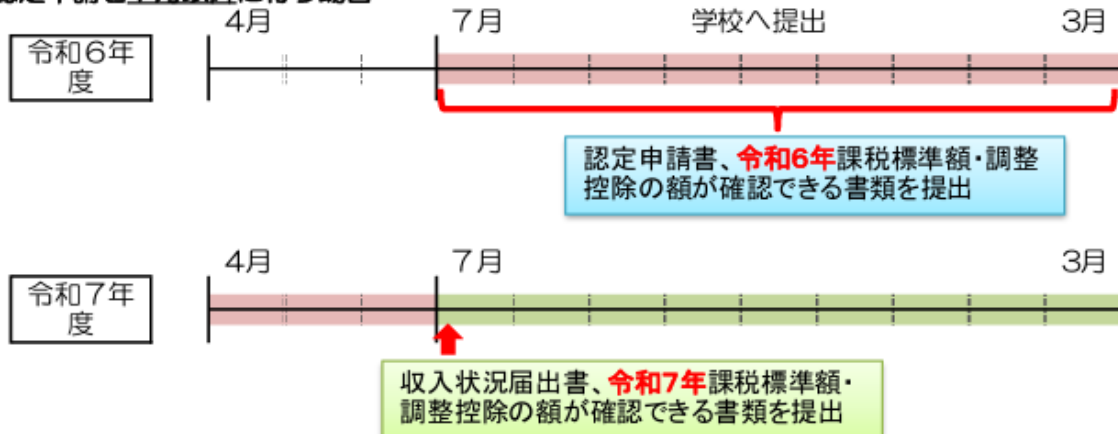 ４月 ７月 学校へ提出 3月
令和６年
度
認定申請書、令和6年課税標準額・調整
控除の額が確認できる書類を提出
４月 ７月 3月
令和７年
度
収入状況届出書、令和7年課税標準額・
調整控除の額が確認できる書類を提出